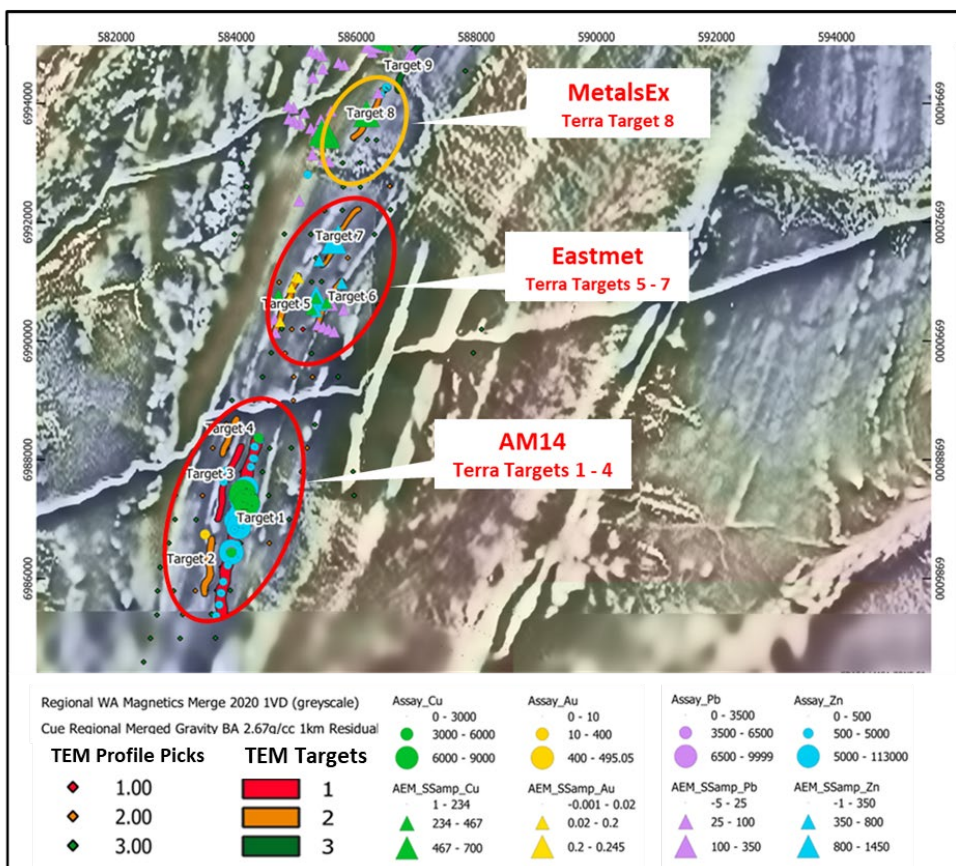 582000 584000 586000 588000 590000 592000 594000
6994000 6994000
6992000 6992000
6990000 6990000
6988000 6988000
6986000 6986000
Target 9
Target 8
MetalsEx
Terra Target 8
Target 7
Eastmet
Terra Targets 5 - 7
Target 6
Target 5
Target 4
AM14
Terra Targets 1 - 4
Target 3
Target 1
Target 2
Regional WA Magnetics Merge 2020 1VD (greyscale)
Cue Regional Merged Gravity BA 2.67g/cc 1km Residual
TEM Profile Picks
1.00
2.00
3.00
TEM Targets
1
2
3
Assay_Cu
0 - 3000
3000 - 6000
6000 - 9000
AEM_SSamp_Cu
1 - 234
234 - 467
467 - 700
Assay_Au
0 - 10
10 - 400
400 - 495.05
AEM_SSamp_Au
-0.001 - 0.02
0.02 - 0.2
0.2 - 0.245
Assay_Pb
0 - 3500
3500 - 6500
6500 - 9999
AEM_SSamp_Pb
-5 - 25
25 - 100
100 - 350
Assay_Zn
0 - 500
500 - 5000
5000 - 113000
AEM_SSamp_Zn
-1 - 350
350 - 800
800 - 1450